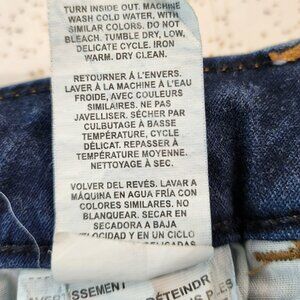 TURN INSIDE OUT. MACHINE
WASH COLD WATER, WITH
SIMILAR COLORS. DO NOT
BLEACH. TUMBLE DRY, LOW,
DELICATE CYCLE. IRON
WARM. DRY CLEAN.
RETOURNER À L'ENVERS.
LAVER À LA MACHINE À L'EAU
FROIDE, AVEC COULEURS
SIMILAIRES. NE PAS
JAVELLISER. SÉCHER PAR
CULBUTAGE À BASSE
TEMPÉRATURE, CYCLE
DÉLICAT. REPASSER À
TEMPÉRATURE MOYENNE.
NETTOYAGE À SEC.
VOLVER DEL REVÉS. LAVAR A
MÁQUINA EN AGUA FRÍA CON
COLORES SIMILARES. NO
BLANQUEAR. SECAR EN
SECADORA A BAJA
VELOCIDAD Y EN UN CICLO